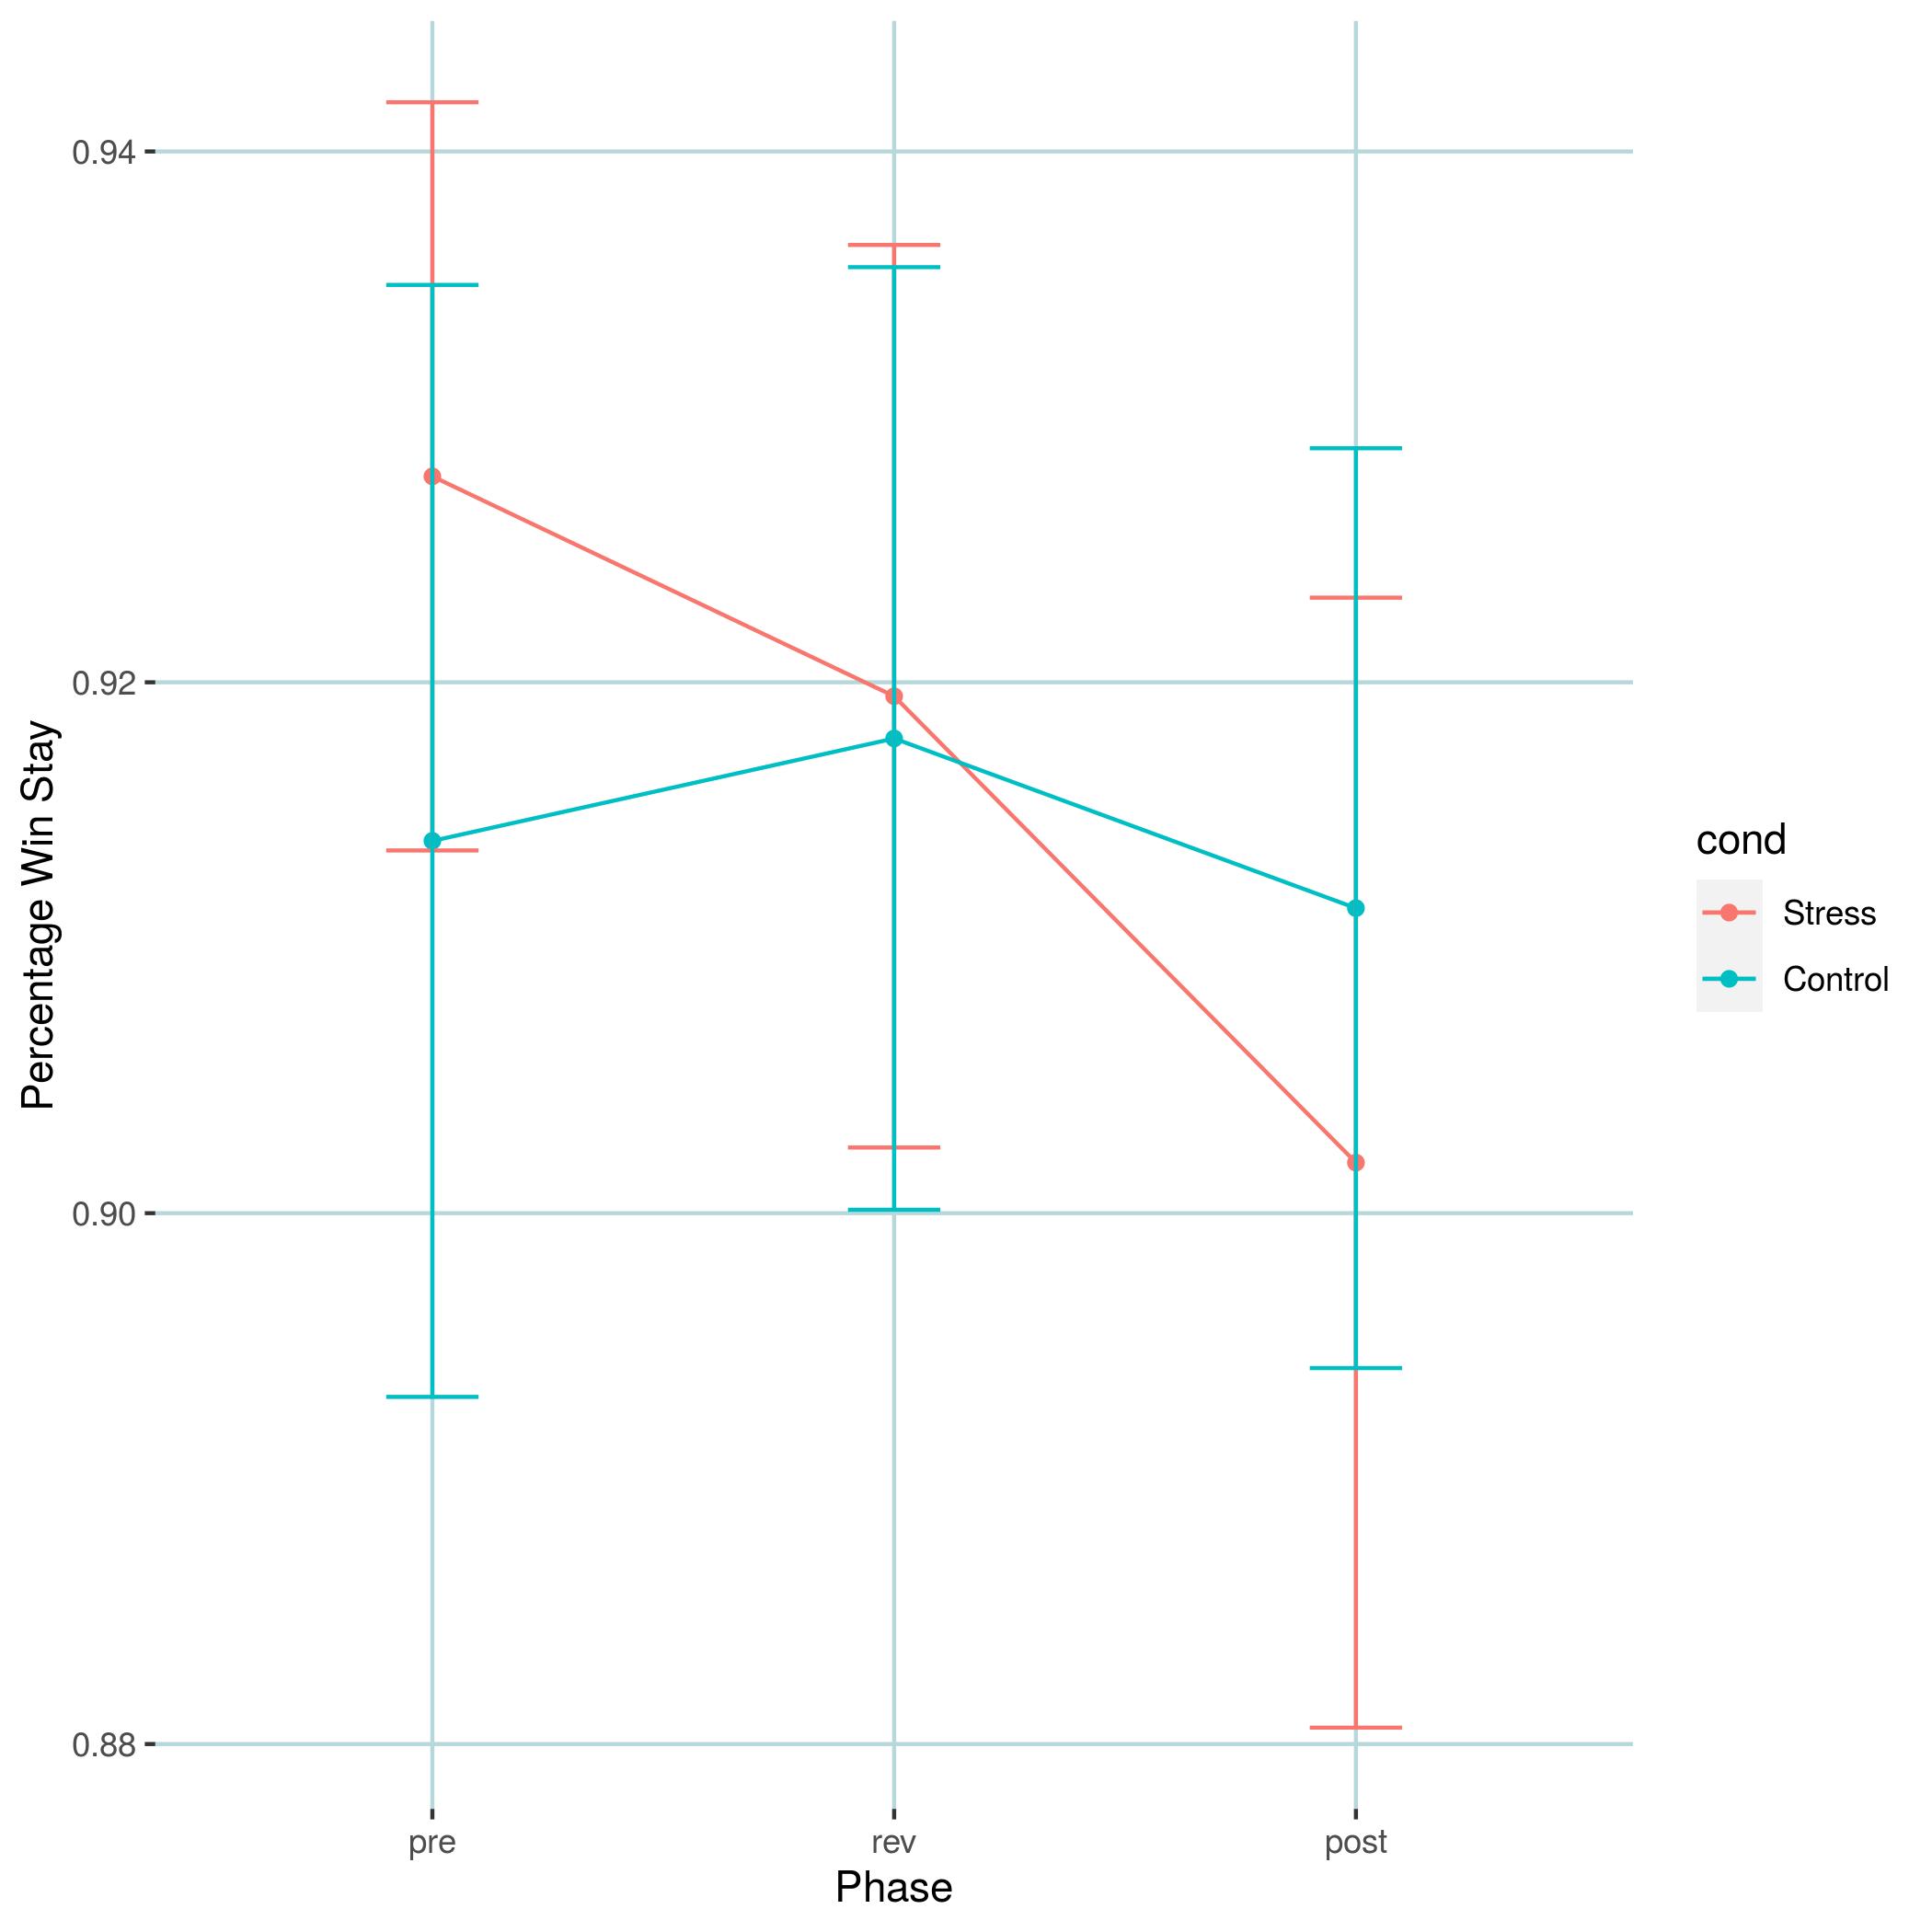 0.94
0.92
0.90
0.88
Percentage Win Stay
pre
rev
post
Phase
cond
Stress
Control